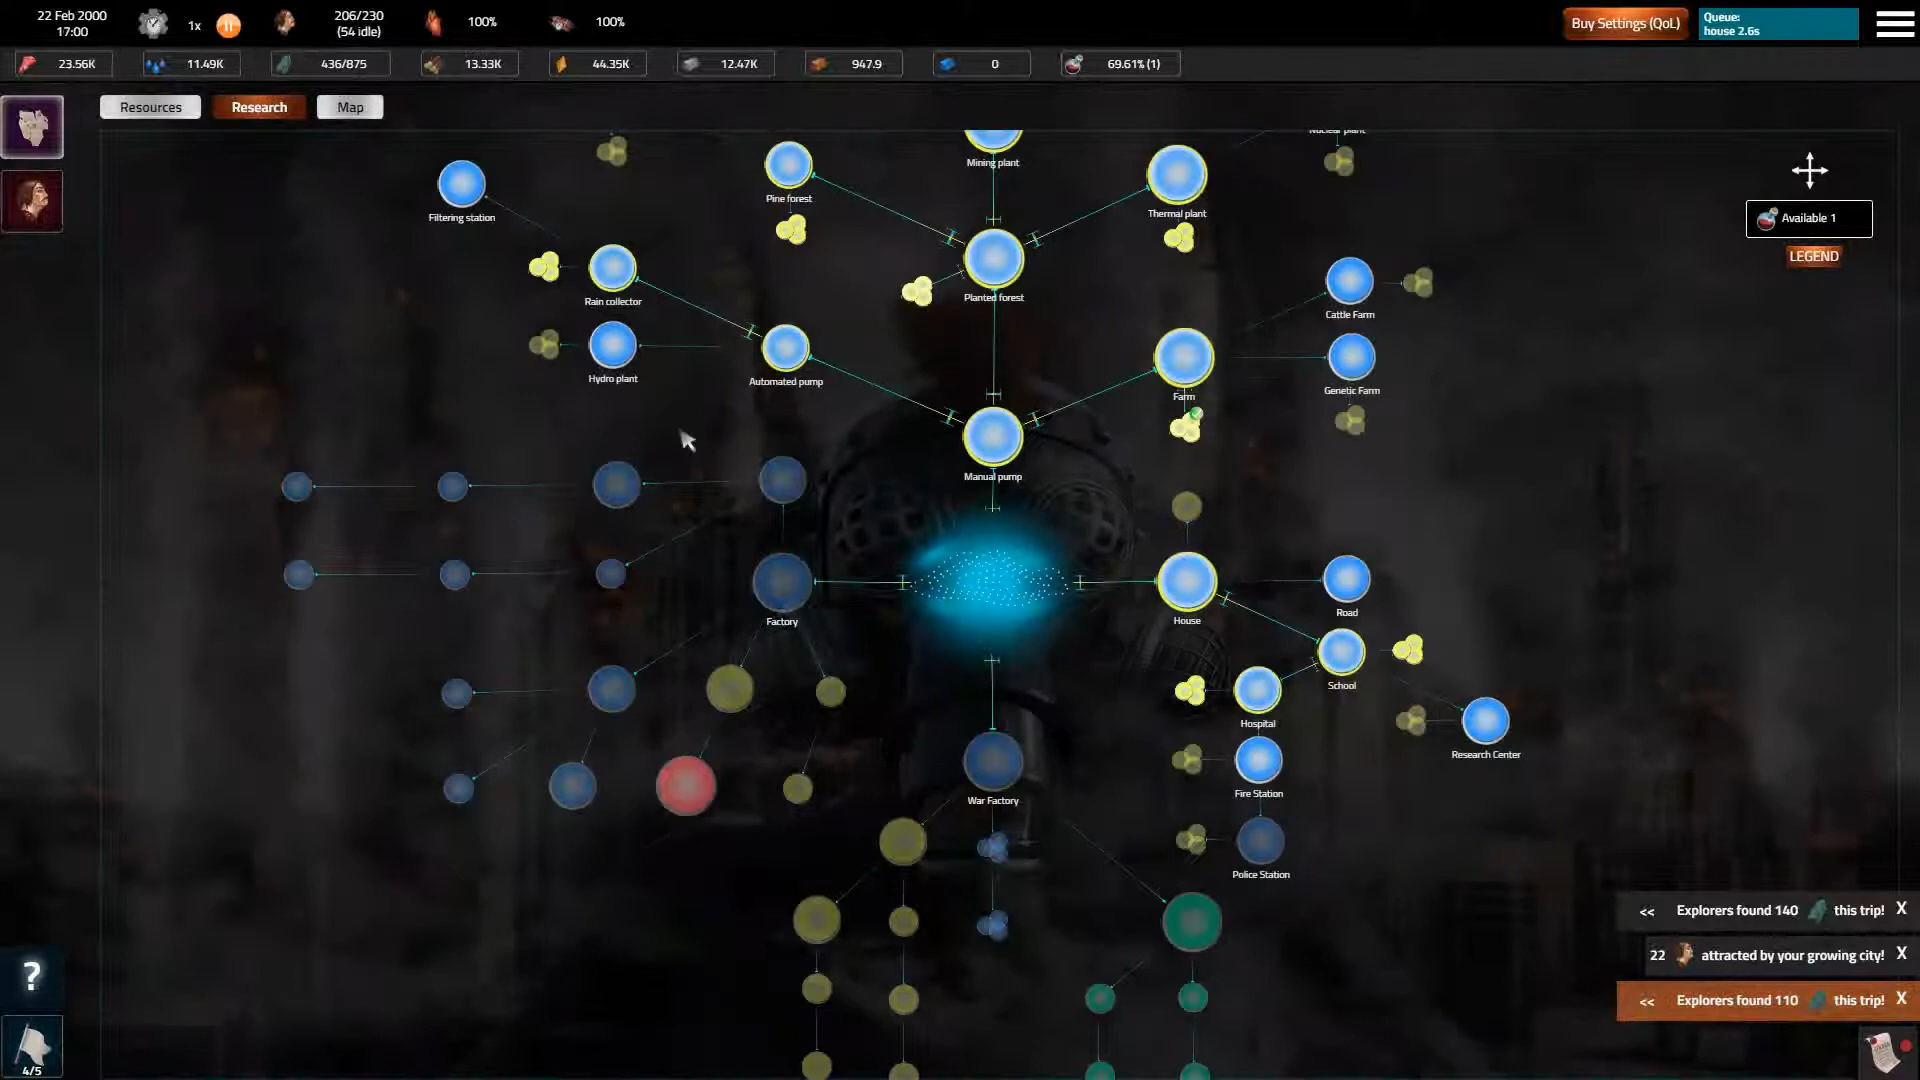 22 Feb 2000
17:00
1x
206/230
(54 idle)
100%
100%
Buy Settings (QoL)
Queue:
house 2.6s
23.56K
11.49K
436/875
13.33K
44.35K
12.47K
947.9
0
69.61% (1)
Resources
Research
Map
Nuclear plant
Mining plant
Pine forest
Thermal plant
Filtering station
Available 1
LEGEND
Rain collector
Planted forest
Cattle Farm
Hydro plant
Automated pump
Farm
Genetic Farm
Manual pump
Factory
House
Road
School
Hospital
Research Center
Fire Station
War Factory
Police Station
<< Explorers found 140 this trip! X
22 attracted by your growing city! X
<< Explorers found 110 this trip! X
?
4/5